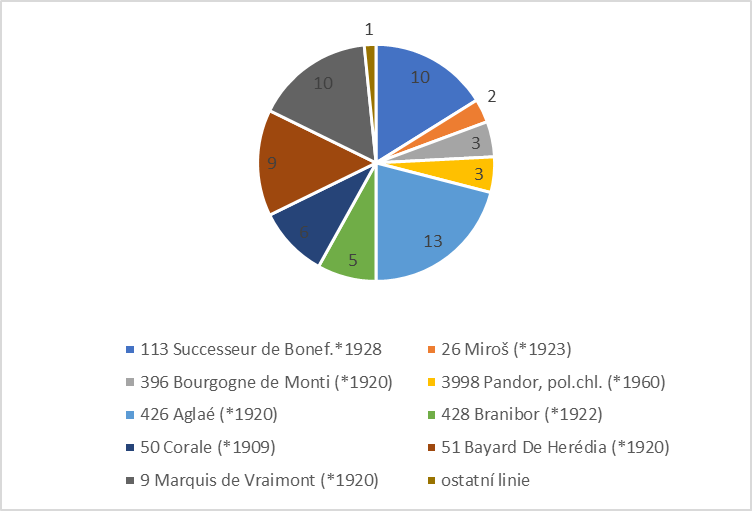 1
10
10
2
3
3
9
13
5
113 Successeur de Bonef.*1928
26 Miroš (*1923)
396 Bourgogne de Monti (*1920)
3998 Pandor, pol.chl. (*1960)
426 Aglaé (*1920)
428 Branibor (*1922)
50 Corale (*1909)
51 Bayard De Herédia (*1920)
9 Marquis de Vraimont (*1920)
ostatní linie